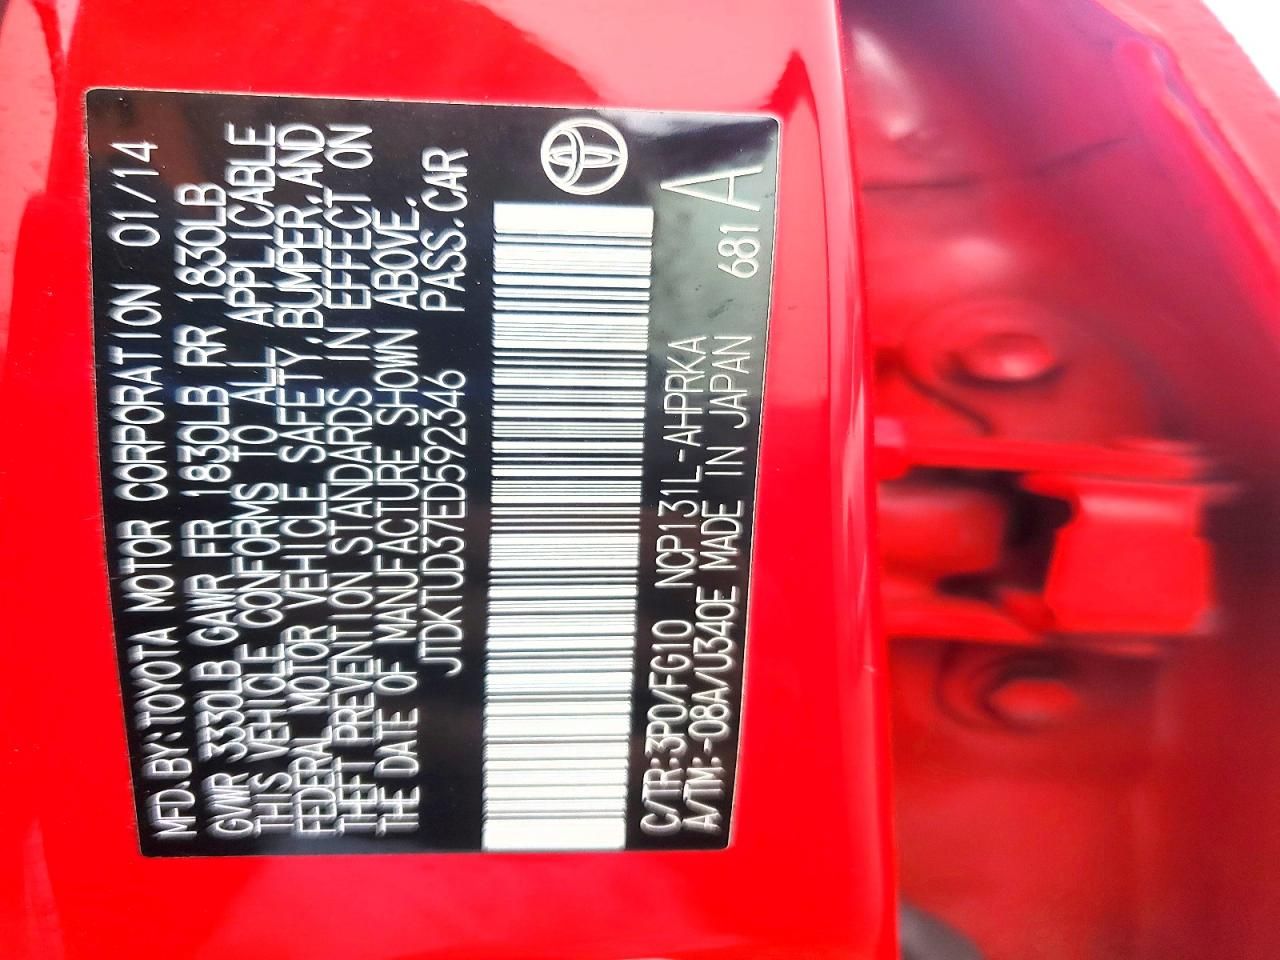 MFD.BY:TOYOTA MOTOR CORPORATION 01/14
GVWR 3330LB GAWR FR 1830LB RR 1830LB
THIS VEHICLE CONFORMS TO ALL APPLICABLE
FEDERAL MOTOR VEHICLE SAFETY,BUMPER,AND
THEFT PREVENTION STANDARDS IN EFFECT ON
THE DATE OF MANUFACTURE SHOWN ABOVE.
JTDKTUD37ED592346 PASS.CAR
C/TR:3P0/FG10 NCP131L-AHPRKA
A/TM:-08A/U340E MADE IN JAPAN 681 A